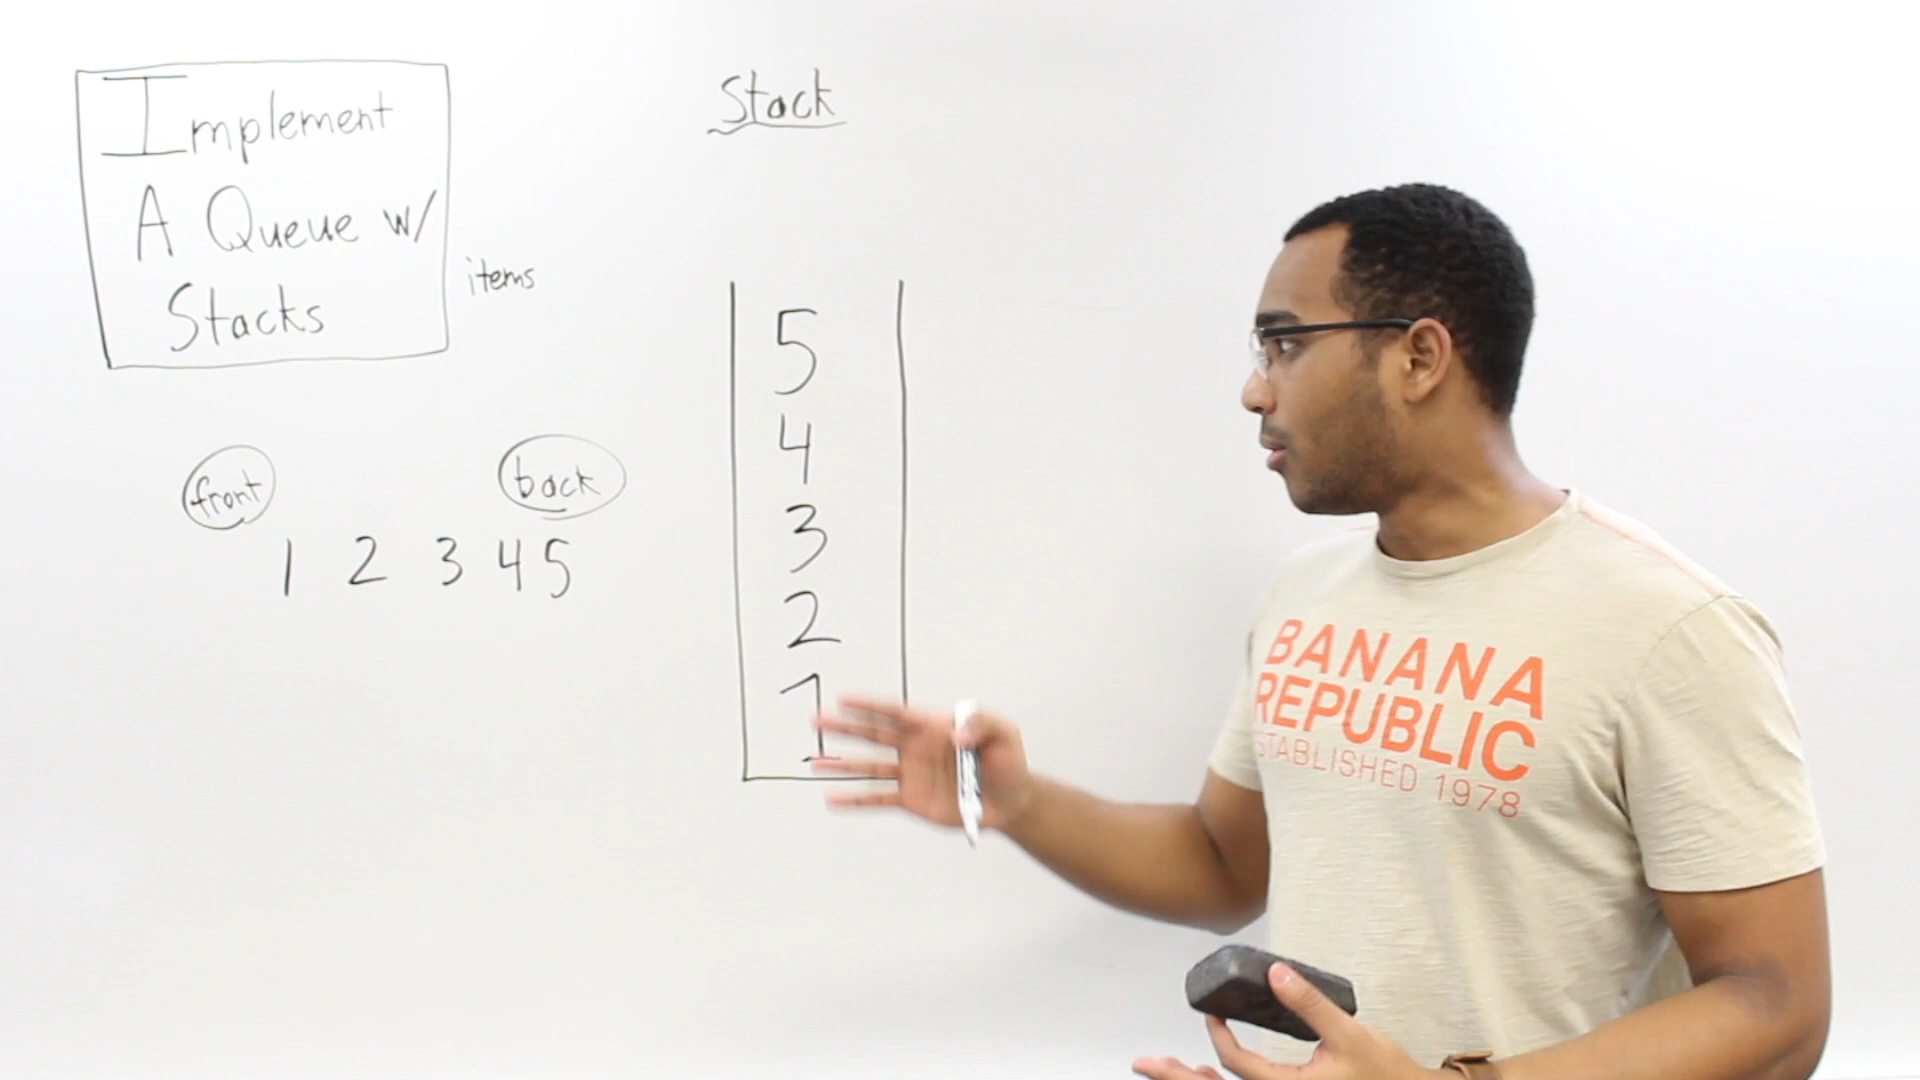 Implement
A Queue w/
Stacks
items
front
back
1 2 3 4 5
Stack
5
4
3
2
1
BANANA
REPUBLIC
ESTABLISHED 1978